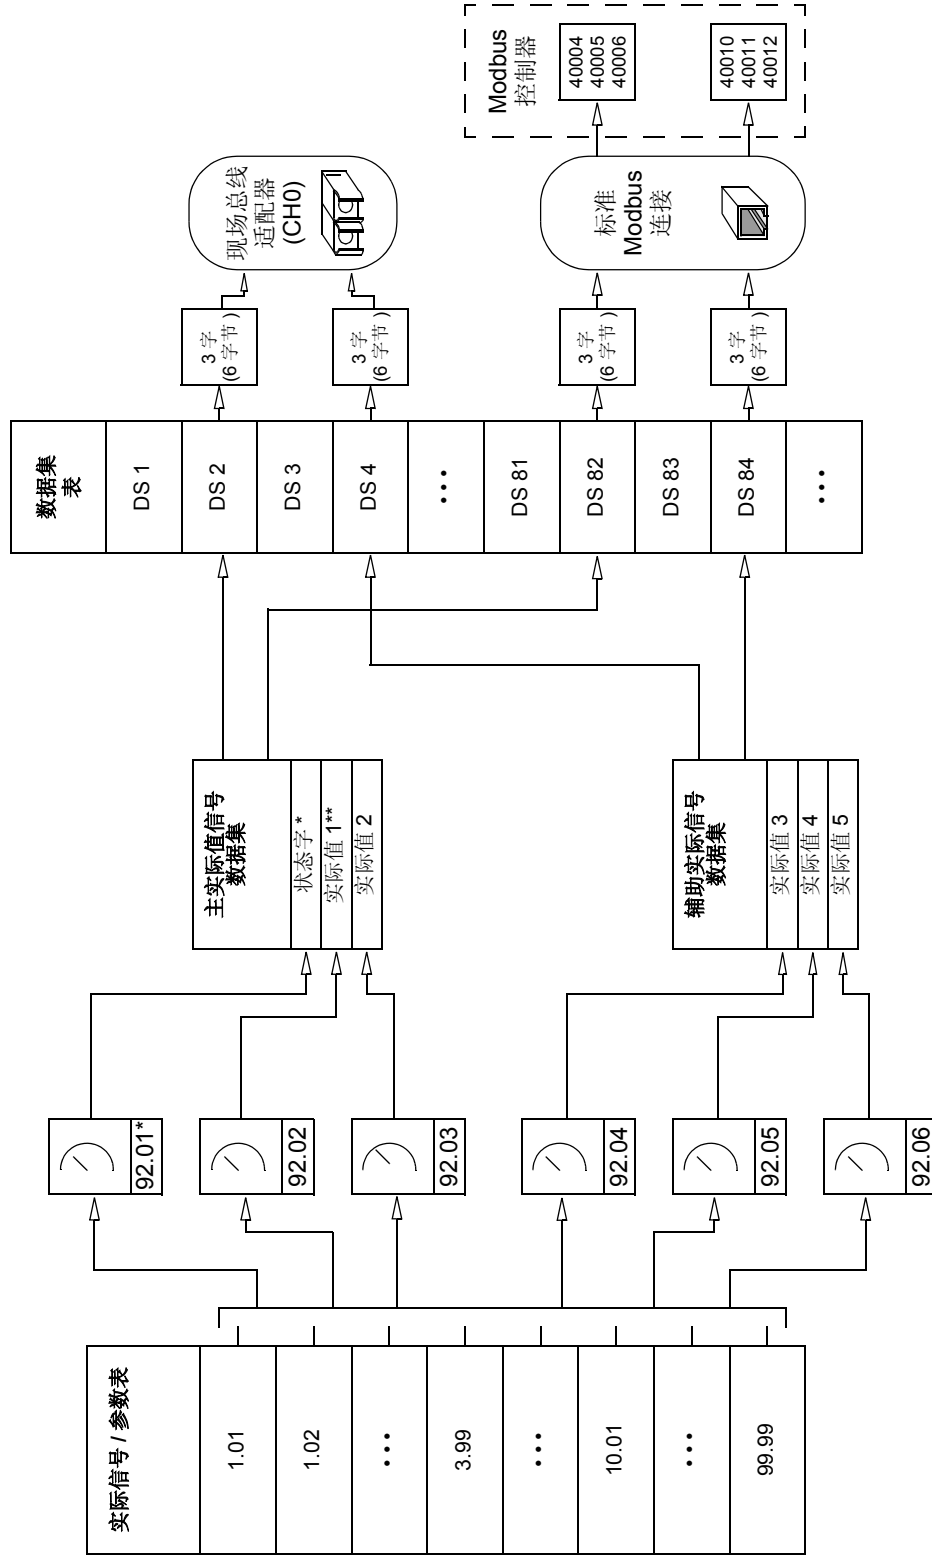 实际信号 / 参数表
1.01
1.02
•••
3.99
•••
10.01
•••
99.99
92.01*
92.02
92.03
92.04
92.05
92.06
主实际值信号
数据集
状态字 *
实际值 1**
实际值 2
辅助实际信号
数据集
实际值 3
实际值 4
实际值 5
数据集
表
DS 1
DS 2
DS 3
DS 4
•••
DS 81
DS 82
DS 83
DS 84
•••
3 字
(6 字节 )
3 字
(6 字节 )
3 字
(6 字节 )
3 字
(6 字节 )
现场总线
适配器
(CH0)
标准
Modbus
连接
Modbus
控制器
40004
40005
40006
40010
40011
40012